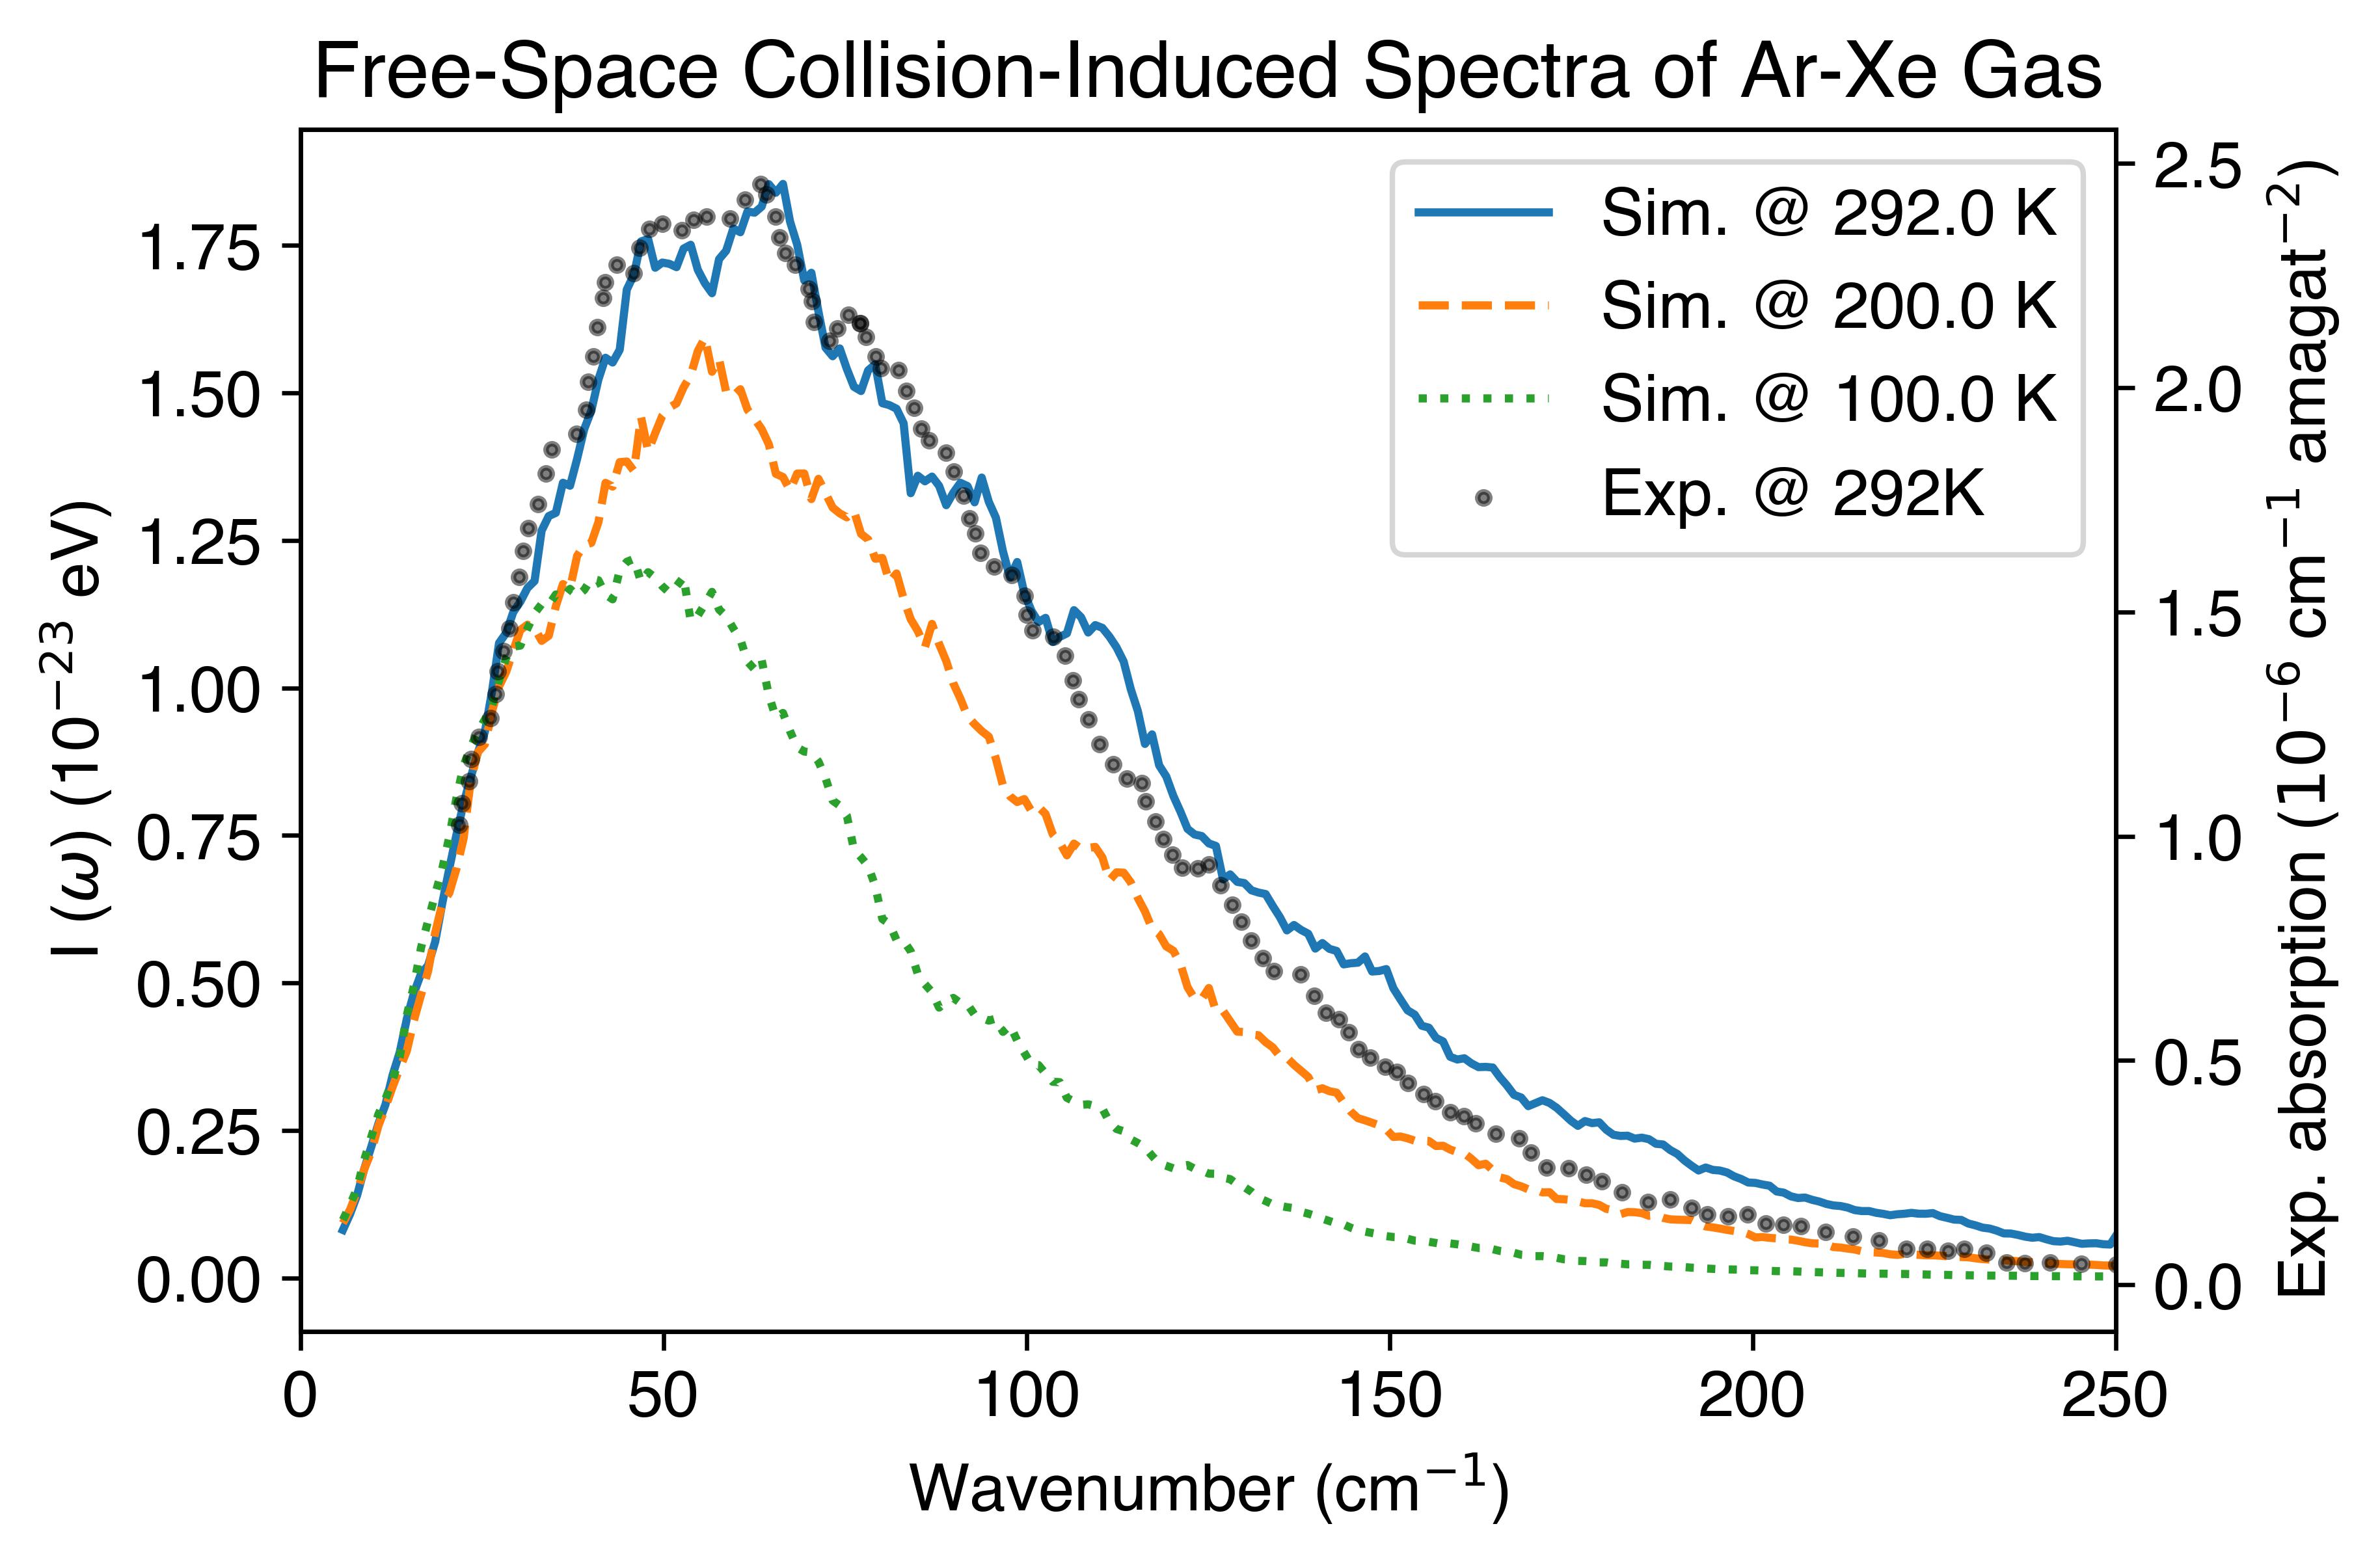 Free-Space Collision-Induced Spectra of Ar-Xe Gas
I (ω) (10⁻²³ eV)
1.75
1.50
1.25
1.00
0.75
0.50
0.25
0.00
Sim. @ 292.0 K
Sim. @ 200.0 K
Sim. @ 100.0 K
Exp. @ 292K
2.5
2.0
1.5
1.0
0.5
0.0
Exp. absorption (10⁻⁶ cm⁻¹ amagat⁻²)
0 50 100 150 200 250
Wavenumber (cm⁻¹)